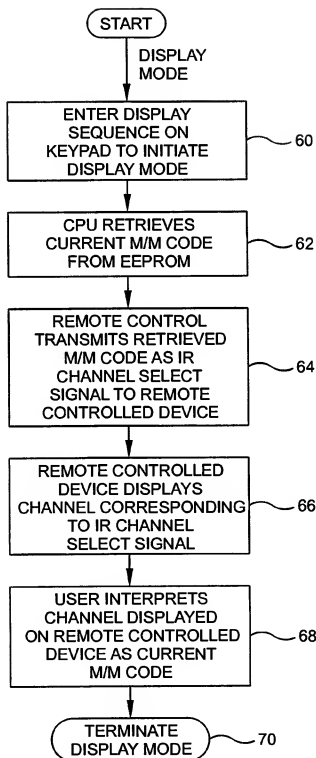 START
DISPLAY
MODE
ENTER DISPLAY
SEQUENCE ON
KEYPAD TO INITIATE
DISPLAY MODE
60
CPU RETRIEVES
CURRENT M/M CODE
FROM EEPROM
62
REMOTE CONTROL
TRANSMITS RETRIEVED
M/M CODE AS IR
CHANNEL SELECT
SIGNAL TO REMOTE
CONTROLLED DEVICE
64
REMOTE CONTROLLED
DEVICE DISPLAYS
CHANNEL CORRESPONDING
TO IR CHANNEL
SELECT SIGNAL
66
USER INTERPRETS
CHANNEL DISPLAYED
ON REMOTE CONTROLLED
DEVICE AS CURRENT
M/M CODE
68
TERMINATE
DISPLAY MODE
70